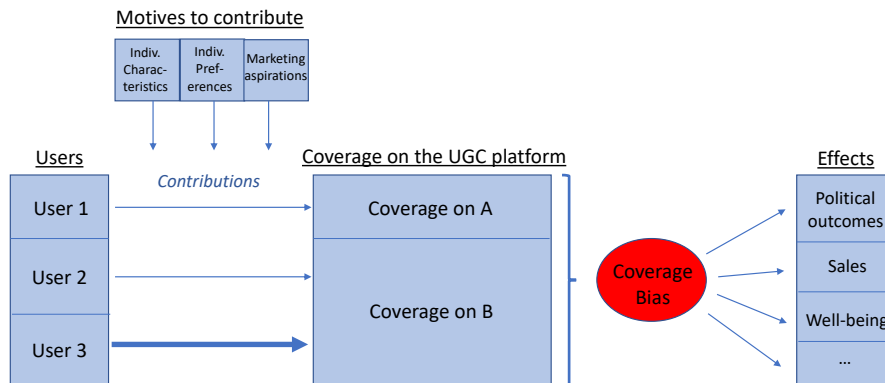 Motives to contribute
Indiv.
Charac-
teristics
Indiv.
Pref-
erences
Marketing
aspirations
Users
Contributions
Coverage on the UGC platform
Effects
User 1
User 2
User 3
Coverage on A
Coverage on B
Coverage
Bias
Political
outcomes
Sales
Well-being
...